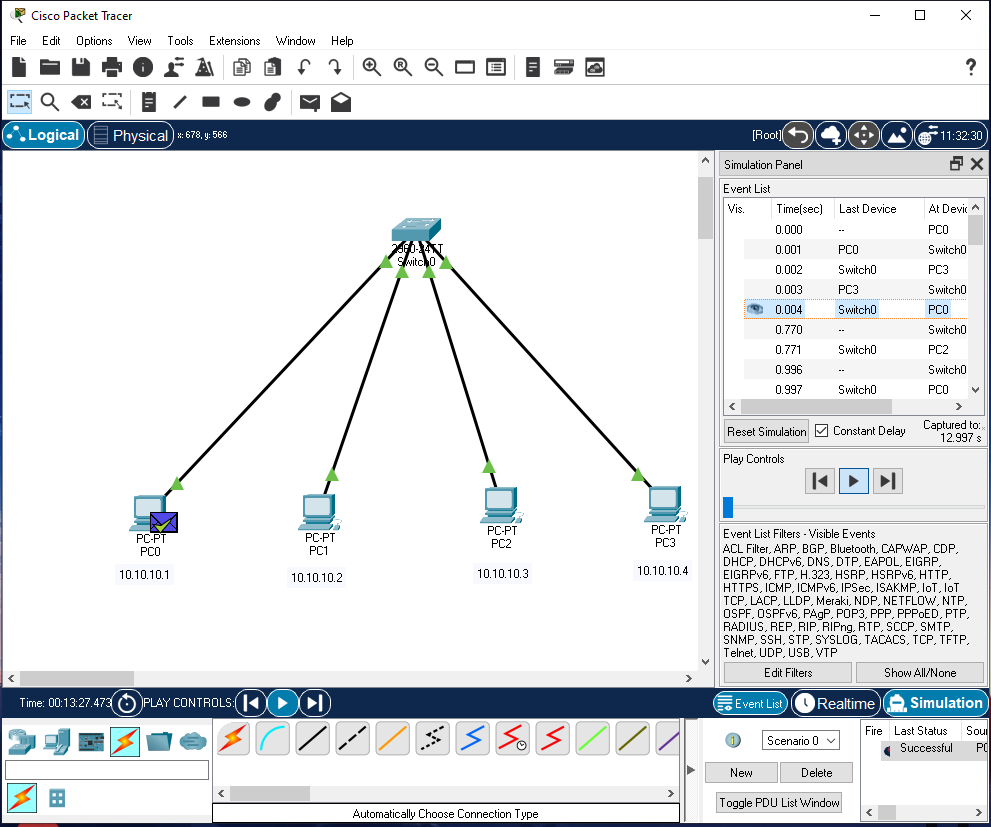 Cisco Packet Tracer
File Edit Options View Tools Extensions Window Help
?
Logical Physical x: 678, y: 566 [Root] 11:32:30
2960-24TT
Switch0
PC-PT
PC0
10.10.10.1
PC-PT
PC1
10.10.10.2
PC-PT
PC2
10.10.10.3
PC-PT
PC3
10.10.10.4
Simulation Panel
Event List
Vis. Time(sec) Last Device At Devic
0.000 -- PC0
0.001 PC0 Switch0
0.002 Switch0 PC3
0.003 PC3 Switch0
0.004 Switch0 PC0
0.770 -- Switch0
0.771 Switch0 PC2
0.996 -- Switch0
0.997 Switch0 PC0
Reset Simulation Constant Delay Captured to:
12.997 s
Play Controls
Event List Filters - Visible Events
ACL Filter, ARP, BGP, Bluetooth, CAPWAP, CDP,
DHCP, DHCPv6, DNS, DTP, EAPOL, EIGRP,
EIGRPv6, FTP, H.323, HSRP, HSRPv6, HTTP,
HTTPS, ICMP, ICMPv6, IPSec, ISAKMP, IoT, IoT
TCP, LACP, LLDP, Meraki, NDP, NETFLOW, NTP,
OSPF, OSPFv6, PAgP, POP3, PPP, PPPoED, PTP,
RADIUS, REP, RIP, RIPng, RTP, SCCP, SMTP,
SNMP, SSH, STP, SYSLOG, TACACS, TCP, TFTP,
Telnet, UDP, USB, VTP
Edit Filters Show All/None
Time: 00:13:27.473 PLAY CONTROLS: Event List Realtime Simulation
Automatically Choose Connection Type
Scenario 0
New Delete
Toggle PDU List Window
Fire Last Status Sour
Successful PC